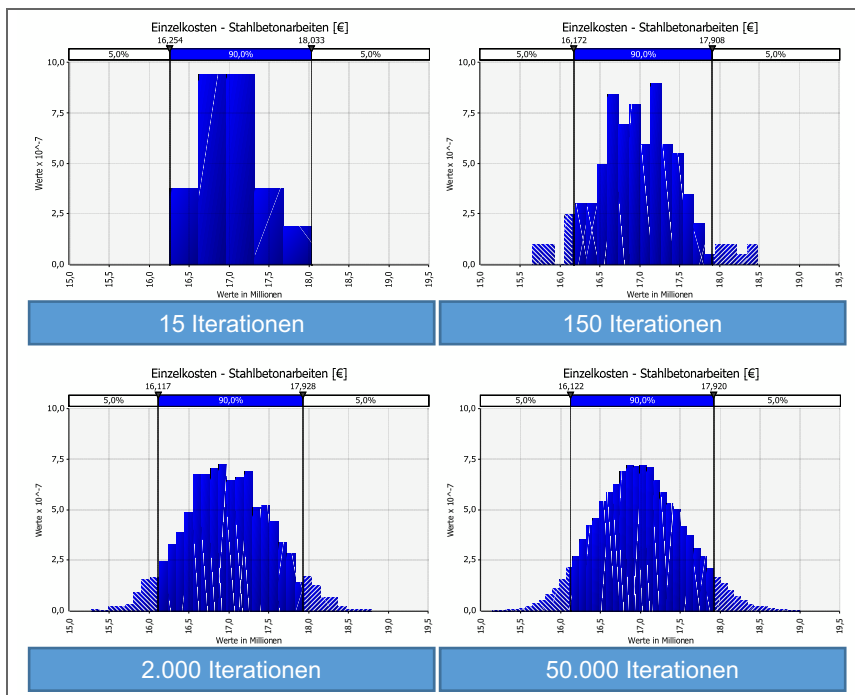 Einzelkosten - Stahlbetonarbeiten [€]
16,254 18,033
5,0% 90,0% 5,0%
10,0
7,5
5,0
2,5
0,0
Werte x 10^-7
15,0 15,5 16,0 16,5 17,0 17,5 18,0 18,5 19,0 19,5
Werte in Millionen
15 Iterationen
Einzelkosten - Stahlbetonarbeiten [€]
16,172 17,908
5,0% 90,0% 5,0%
10,0
7,5
5,0
2,5
0,0
Werte x 10^-7
15,0 15,5 16,0 16,5 17,0 17,5 18,0 18,5 19,0 19,5
Werte in Millionen
150 Iterationen
Einzelkosten - Stahlbetonarbeiten [€]
16,117 17,928
5,0% 90,0% 5,0%
10,0
7,5
5,0
2,5
0,0
Werte x 10^-7
15,0 15,5 16,0 16,5 17,0 17,5 18,0 18,5 19,0 19,5
Werte in Millionen
2.000 Iterationen
Einzelkosten - Stahlbetonarbeiten [€]
16,122 17,920
5,0% 90,0% 5,0%
10,0
7,5
5,0
2,5
0,0
Werte x 10^-7
15,0 15,5 16,0 16,5 17,0 17,5 18,0 18,5 19,0 19,5
Werte in Millionen
50.000 Iterationen